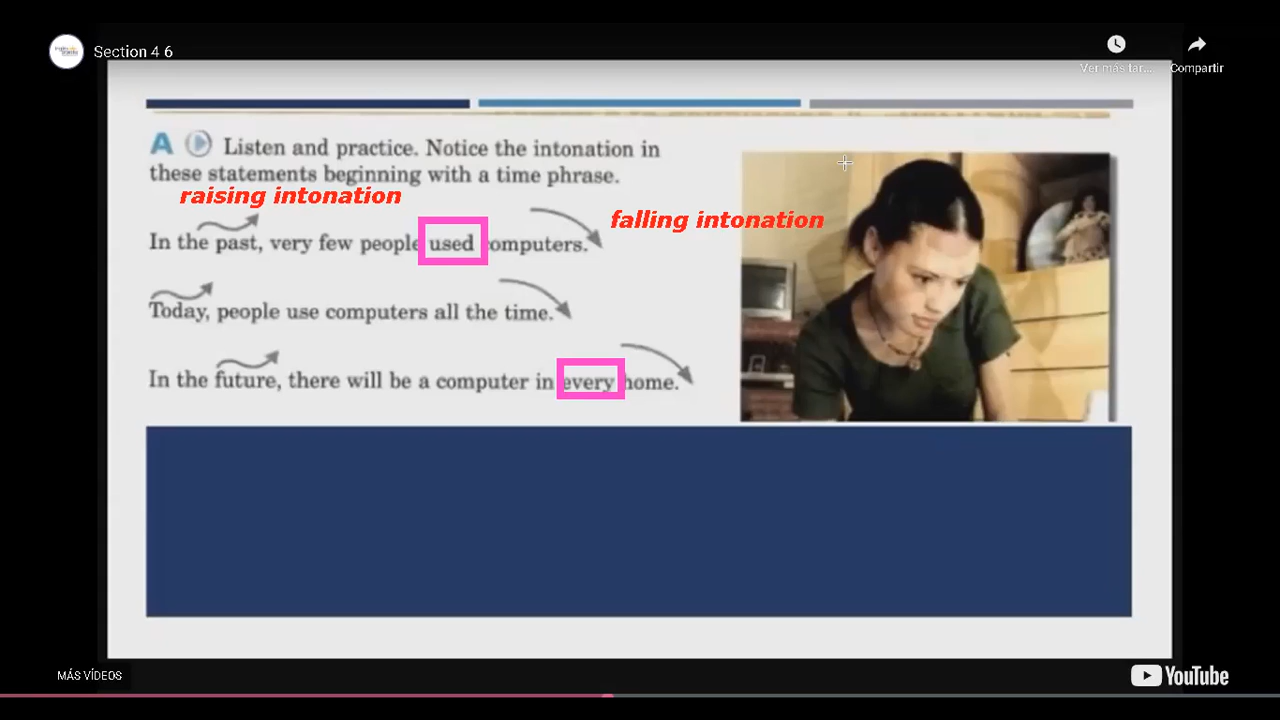 Section 4 6
Ver más tar...
Compartir
A Listen and practice. Notice the intonation in
these statements beginning with a time phrase.
raising intonation
falling intonation
In the past, very few people used omputers.
Today, people use computers all the time.
In the future, there will be a computer in every home.
MÁS VÍDEOS
YouTube